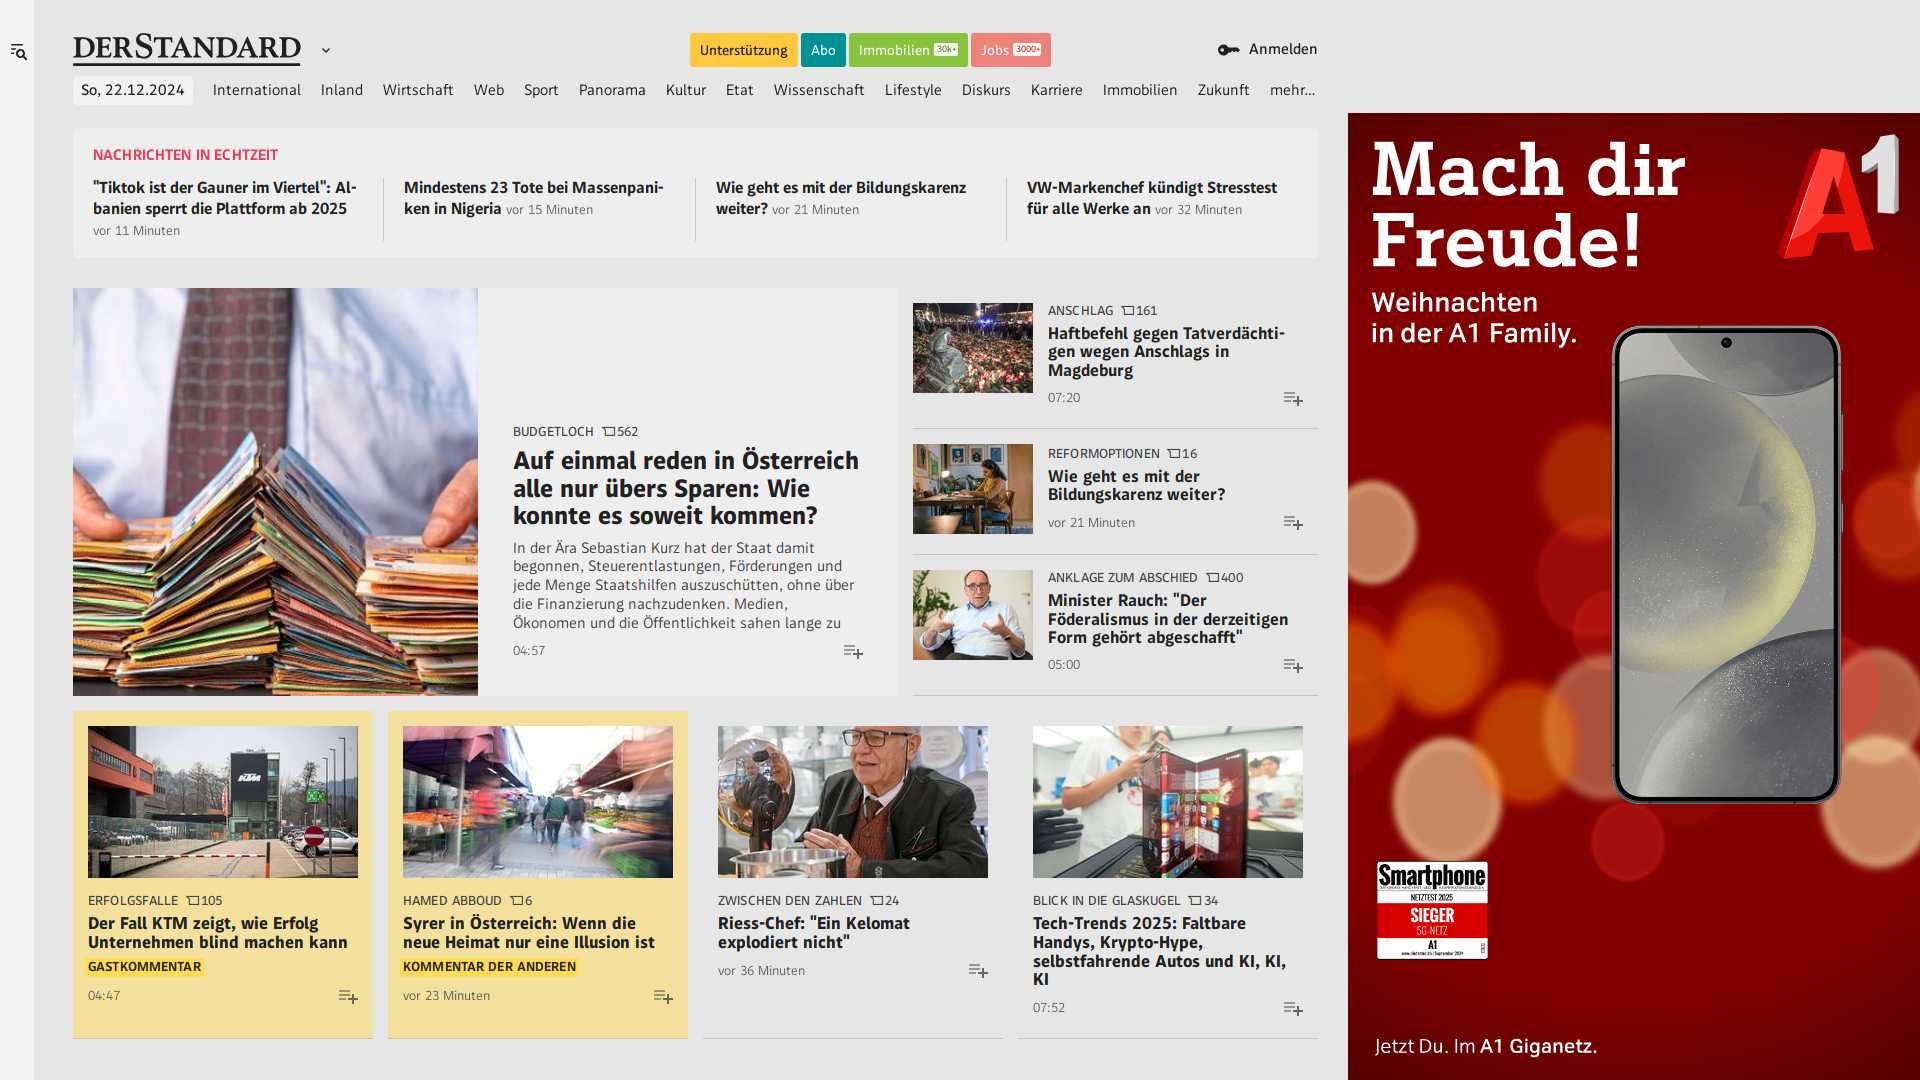 DERSTANDARD
Unterstützung
Abo
Immobilien 30k+
Jobs 3000+
Anmelden
So, 22.12.2024
International
Inland
Wirtschaft
Web
Sport
Panorama
Kultur
Etat
Wissenschaft
Lifestyle
Diskurs
Karriere
Immobilien
Zukunft
mehr...
NACHRICHTEN IN ECHTZEIT
"Tiktok ist der Gauner im Viertel": Al-
banien sperrt die Plattform ab 2025
vor 11 Minuten
Mindestens 23 Tote bei Massenpani-
ken in Nigeria vor 15 Minuten
Wie geht es mit der Bildungskarenz
weiter? vor 21 Minuten
VW-Markenchef kündigt Stresstest
für alle Werke an vor 32 Minuten
BUDGETLOCH 562
Auf einmal reden in Österreich
alle nur übers Sparen: Wie
konnte es soweit kommen?
In der Ära Sebastian Kurz hat der Staat damit
begonnen, Steuerentlastungen, Förderungen und
jede Menge Staatshilfen auszuschütten, ohne über
die Finanzierung nachzudenken. Medien,
Ökonomen und die Öffentlichkeit sahen lange zu
04:57
ANSCHLAG 161
Haftbefehl gegen Tatverdächti-
gen wegen Anschlags in
Magdeburg
07:20
REFORMOPTIONEN 16
Wie geht es mit der
Bildungskarenz weiter?
vor 21 Minuten
ANKLAGE ZUM ABSCHIED 400
Minister Rauch: "Der
Föderalismus in der derzeitigen
Form gehört abgeschafft"
05:00
KTM
ERFOLGSFALLE 105
Der Fall KTM zeigt, wie Erfolg
Unternehmen blind machen kann
GASTKOMMENTAR
04:47
HAMED ABBOUD 6
Syrer in Österreich: Wenn die
neue Heimat nur eine Illusion ist
KOMMENTAR DER ANDEREN
vor 23 Minuten
ZWISCHEN DEN ZAHLEN 24
Riess-Chef: "Ein Kelomat
explodiert nicht"
vor 36 Minuten
BLICK IN DIE GLASKUGEL 34
Tech-Trends 2025: Faltbare
Handys, Krypto-Hype,
selbstfahrende Autos und KI, KI,
KI
07:52
Mach dir
Freude!
A1
Weihnachten
in der A1 Family.
Smartphone
NETZTEST 2025
SIEGER
5G-NETZ
A1
Jetzt Du. Im A1 Giganetz.